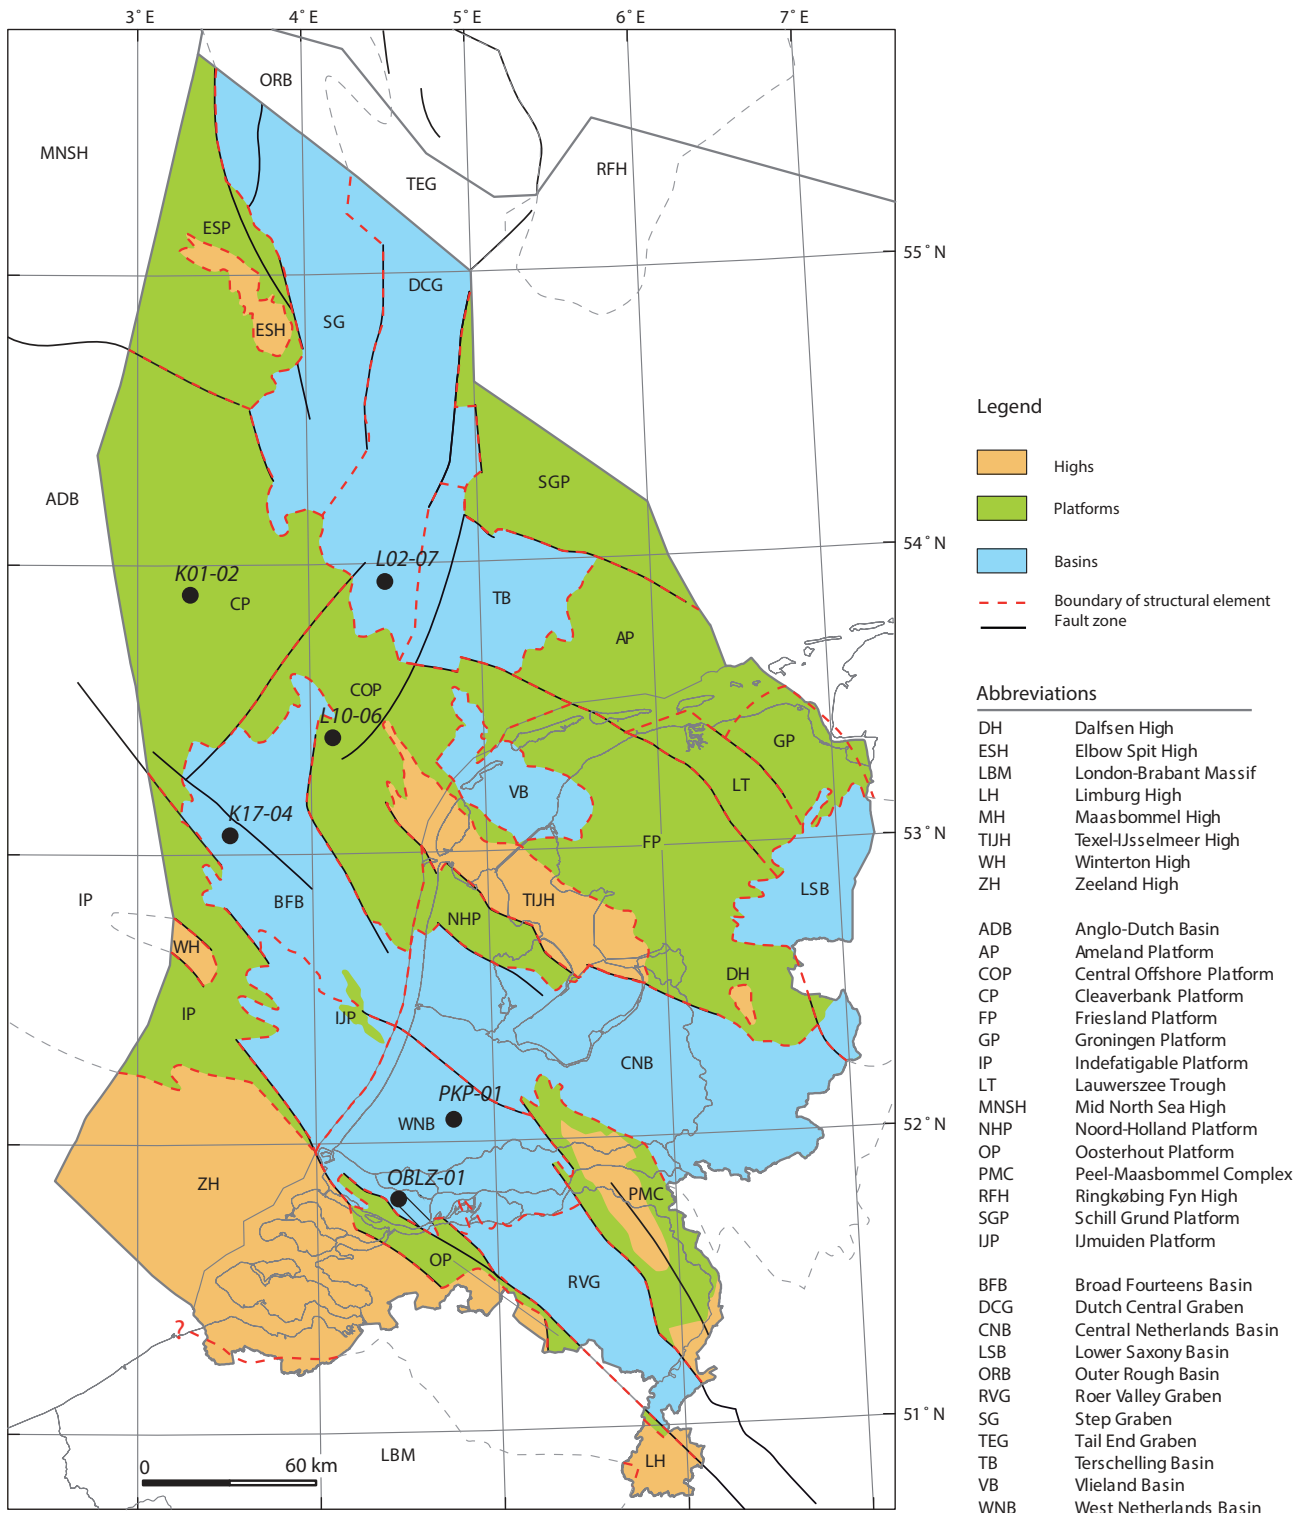 3° E 4° E 5° E 6° E 7° E
ORB
MNSH
TEG
RFH
ESP
55° N
DCG
SG
ESH
SGP
ADB
54° N
L02-07
K01-02
CP
TB
AP
COP
L10-06
GP
LT
VB
K17-04
53° N
FP
LSB
IP
BFB
TIJH
NHP
WH
DH
IP
IJP
CNB
PKP-01
WNB
52° N
OBLZ-01
ZH
PMC
OP
RVG
?
51° N
LBM
LH
0 60 km
Legend
Highs
Platforms
Basins
Boundary of structural element
Fault zone
Abbreviations
DH Dalfsen High
ESH Elbow Spit High
LBM London-Brabant Massif
LH Limburg High
MH Maasbommel High
TIJH Texel-IJsselmeer High
WH Winterton High
ZH Zeeland High
ADB Anglo-Dutch Basin
AP Ameland Platform
COP Central Offshore Platform
CP Cleaverbank Platform
FP Friesland Platform
GP Groningen Platform
IP Indefatigable Platform
LT Lauwerszee Trough
MNSH Mid North Sea High
NHP Noord-Holland Platform
OP Oosterhout Platform
PMC Peel-Maasbommel Complex
RFH Ringkøbing Fyn High
SGP Schill Grund Platform
IJP IJmuiden Platform
BFB Broad Fourteens Basin
DCG Dutch Central Graben
CNB Central Netherlands Basin
LSB Lower Saxony Basin
ORB Outer Rough Basin
RVG Roer Valley Graben
SG Step Graben
TEG Tail End Graben
TB Terschelling Basin
VB Vlieland Basin
WNB West Netherlands Basin